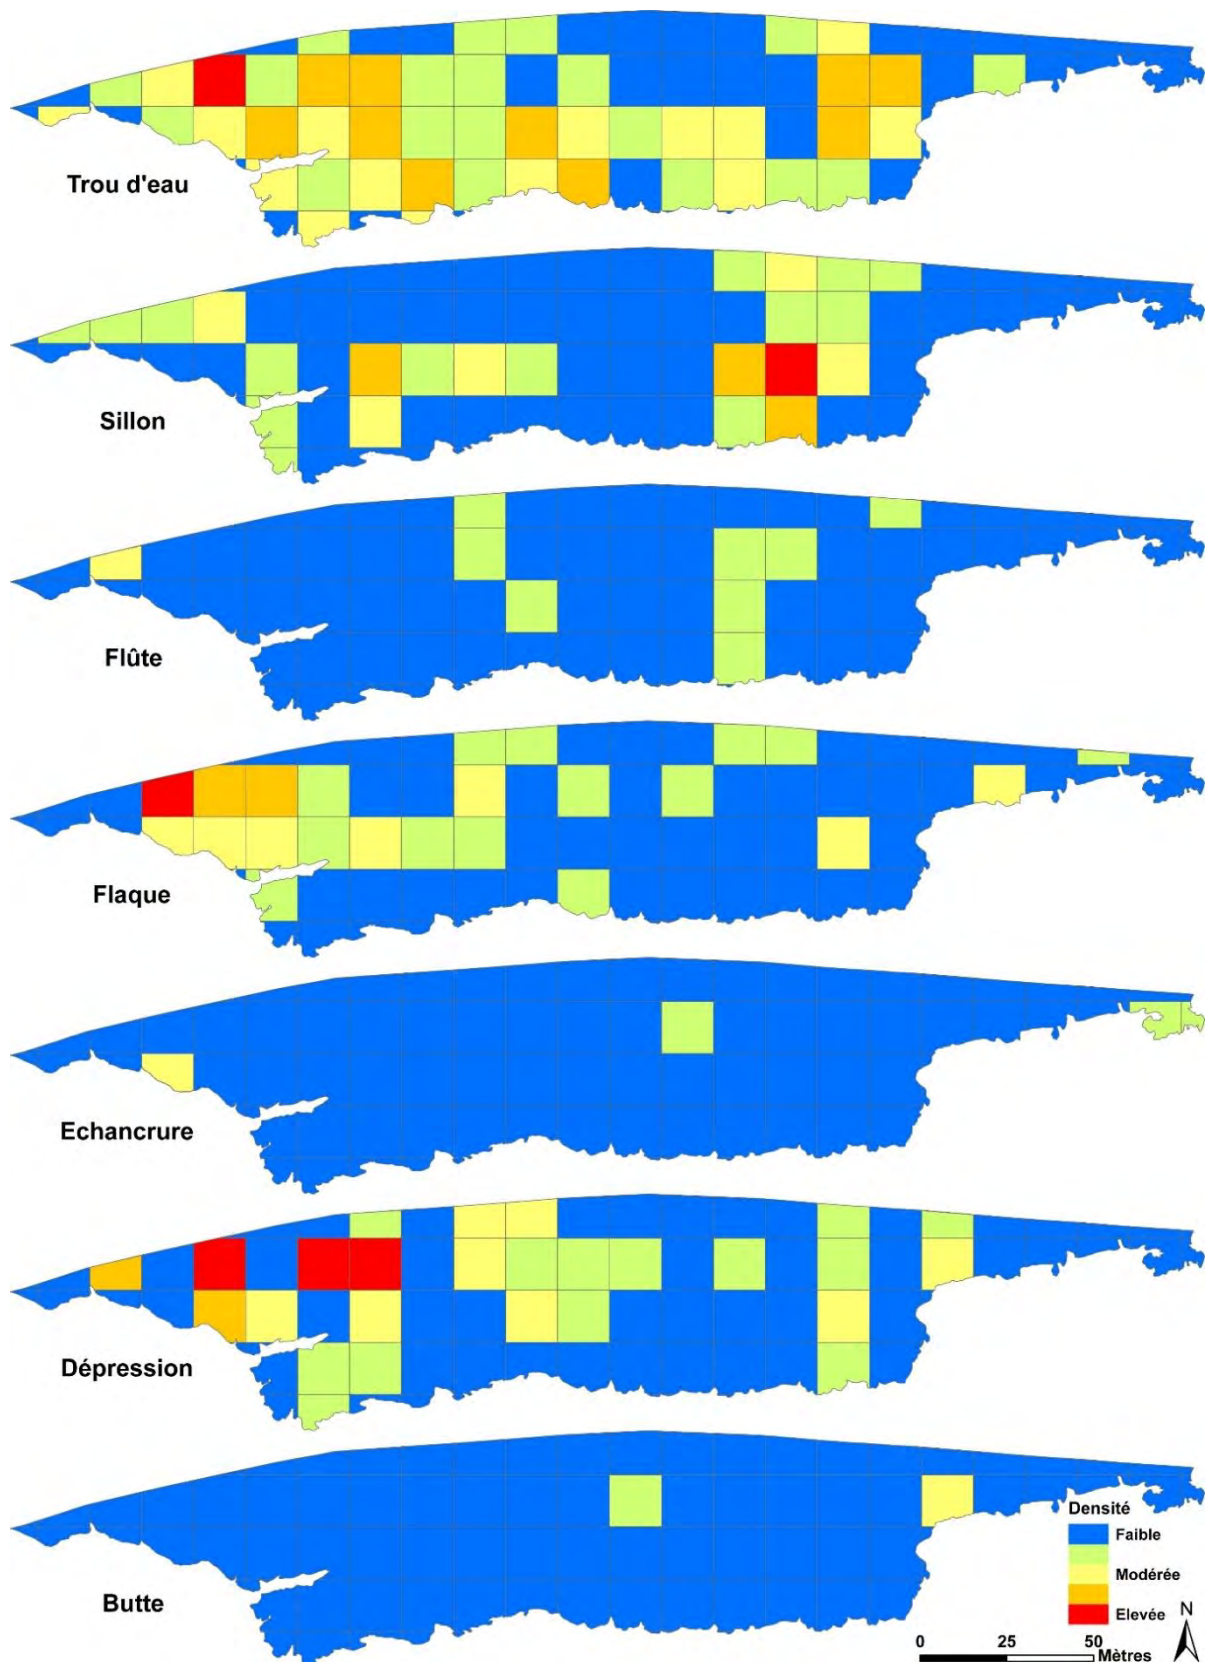 Trou d'eau
Sillon
Flûte
Flaque
Echancrure
Dépression
Butte
Densité
Faible
Modérée
Elevée
N
0 25 50
Mètres